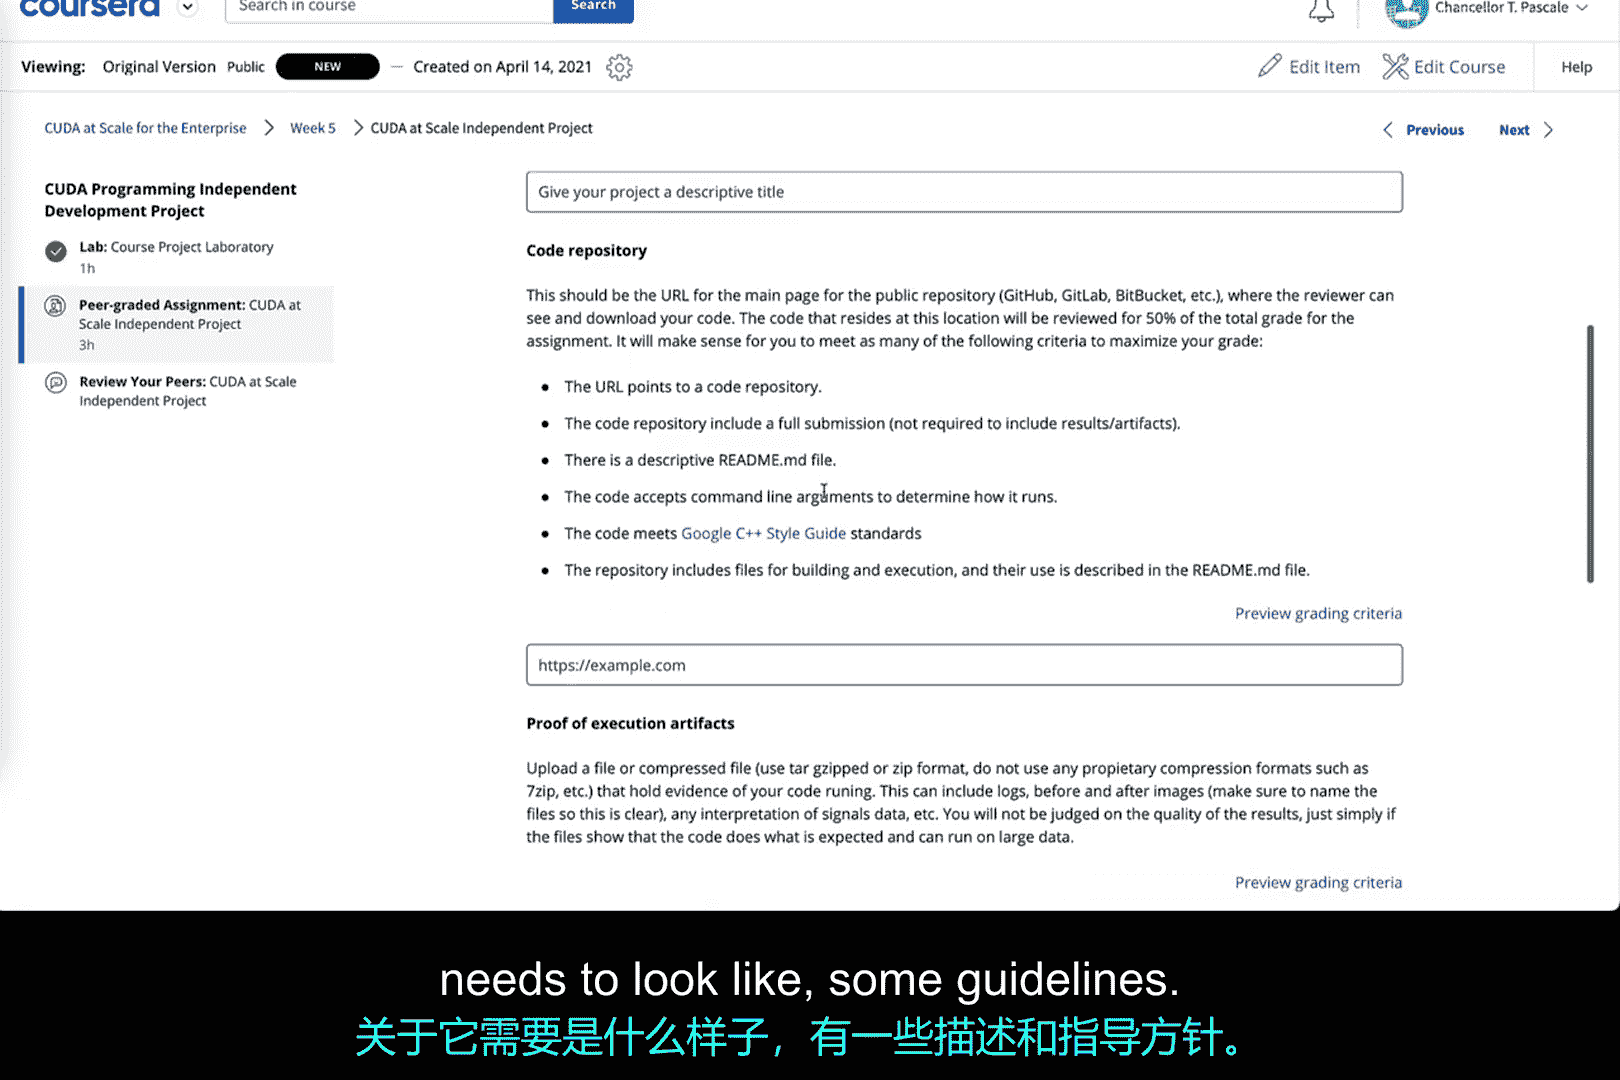 coursera
Search in course
Search
Chancellor T. Pascale
Viewing: Original Version Public NEW — Created on April 14, 2021
Edit Item
Edit Course
Help
CUDA at Scale for the Enterprise > Week 5 > CUDA at Scale Independent Project
Previous
Next
CUDA Programming Independent
Development Project
Lab: Course Project Laboratory
1h
Peer-graded Assignment: CUDA at
Scale Independent Project
3h
Review Your Peers: CUDA at Scale
Independent Project
Give your project a descriptive title
Code repository
This should be the URL for the main page for the public repository (GitHub, GitLab, BitBucket, etc.), where the reviewer can
see and download your code. The code that resides at this location will be reviewed for 50% of the total grade for the
assignment. It will make sense for you to meet as many of the following criteria to maximize your grade:
• The URL points to a code repository.
• The code repository include a full submission (not required to include results/artifacts).
• There is a descriptive README.md file.
• The code accepts command line arguments to determine how it runs.
• The code meets Google C++ Style Guide standards
• The repository includes files for building and execution, and their use is described in the README.md file.
Preview grading criteria
https://example.com
Proof of execution artifacts
Upload a file or compressed file (use tar gzipped or zip format, do not use any propietary compression formats such as
7zip, etc.) that hold evidence of your code runing. This can include logs, before and after images (make sure to name the
files so this is clear), any interpretation of signals data, etc. You will not be judged on the quality of the results, just simply if
the files show that the code does what is expected and can run on large data.
Preview grading criteria
needs to look like, some guidelines.
关于它需要是什么样子，有一些描述和指导方针。